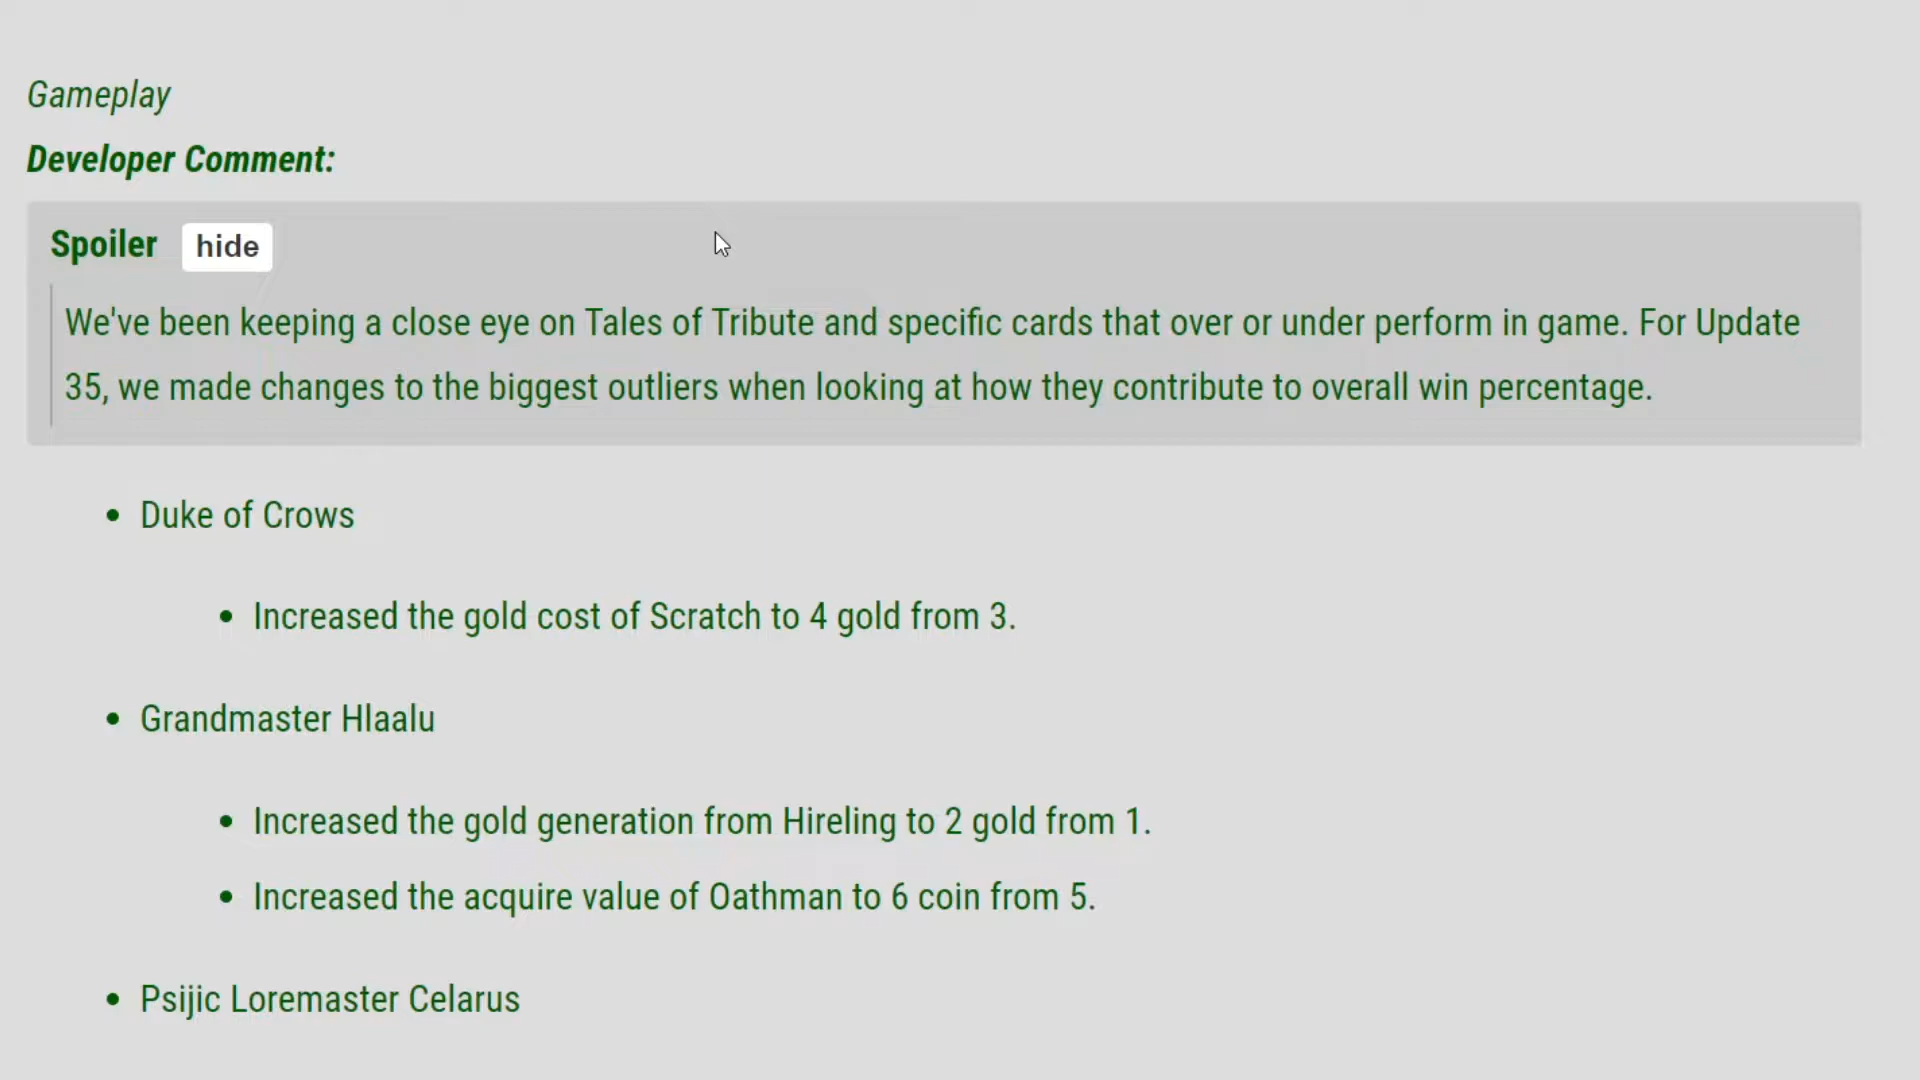 Gameplay
Developer Comment:
Spoiler hide
We've been keeping a close eye on Tales of Tribute and specific cards that over or under perform in game. For Update
35, we made changes to the biggest outliers when looking at how they contribute to overall win percentage.
• Duke of Crows
• Increased the gold cost of Scratch to 4 gold from 3.
• Grandmaster Hlaalu
• Increased the gold generation from Hireling to 2 gold from 1.
• Increased the acquire value of Oathman to 6 coin from 5.
• Psijic Loremaster Celarus